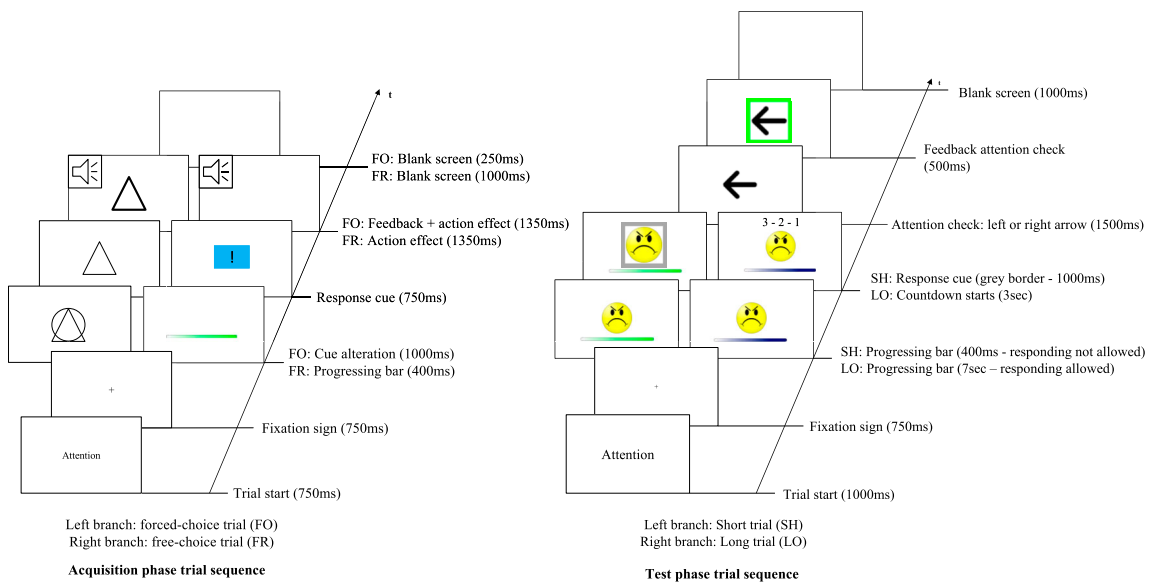 t
FO: Blank screen (250ms)
FR: Blank screen (1000ms)
FO: Feedback + action effect (1350ms)
FR: Action effect (1350ms)
!
Response cue (750ms)
FO: Cue alteration (1000ms)
FR: Progressing bar (400ms)
+
Fixation sign (750ms)
Attention
Trial start (750ms)
Left branch: forced-choice trial (FO)
Right branch: free-choice trial (FR)
Acquisition phase trial sequence
t
Blank screen (1000ms)
Feedback attention check
(500ms)
Attention check: left or right arrow (1500ms)
3 - 2 - 1
SH: Response cue (grey border - 1000ms)
LO: Countdown starts (3sec)
SH: Progressing bar (400ms - responding not allowed)
LO: Progressing bar (7sec – responding allowed)
+
Fixation sign (750ms)
Attention
Trial start (1000ms)
Left branch: Short trial (SH)
Right branch: Long trial (LO)
Test phase trial sequence